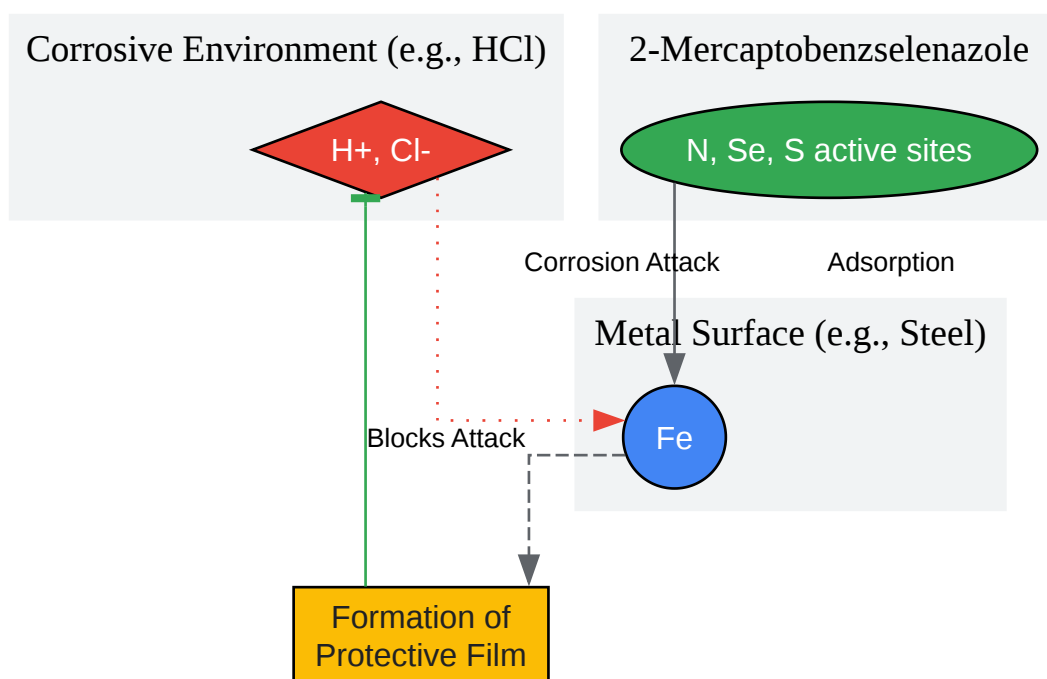 Corrosive Environment (e.g., HCl)
2-Mercaptobenzselenazole
H+, Cl-
N, Se, S active sites
Corrosion Attack
Adsorption
Metal Surface (e.g., Steel)
Fe
Blocks Attack
Formation of
Protective Film